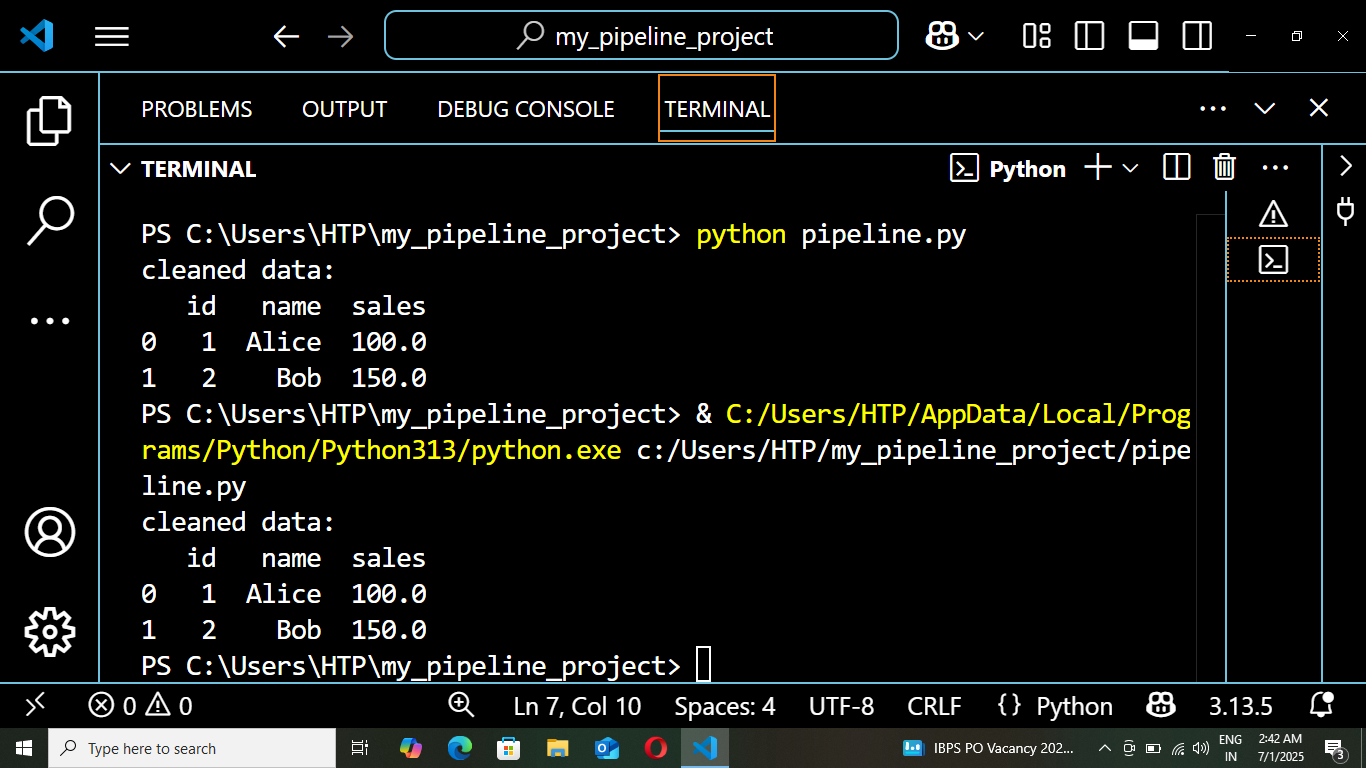 my_pipeline_project
PROBLEMS OUTPUT DEBUG CONSOLE TERMINAL
TERMINAL Python
PS C:\Users\HTP\my_pipeline_project> python pipeline.py
cleaned data:
   id   name  sales
0   1  Alice  100.0
1   2    Bob  150.0
PS C:\Users\HTP\my_pipeline_project> & C:/Users/HTP/AppData/Local/Prog
rams/Python/Python313/python.exe c:/Users/HTP/my_pipeline_project/pipe
line.py
cleaned data:
   id   name  sales
0   1  Alice  100.0
1   2    Bob  150.0
PS C:\Users\HTP\my_pipeline_project>
0 0 Ln 7, Col 10 Spaces: 4 UTF-8 CRLF {} Python 3.13.5
Type here to search IBPS PO Vacancy 202... ENG 2:42 AM
IN 7/1/2025 3